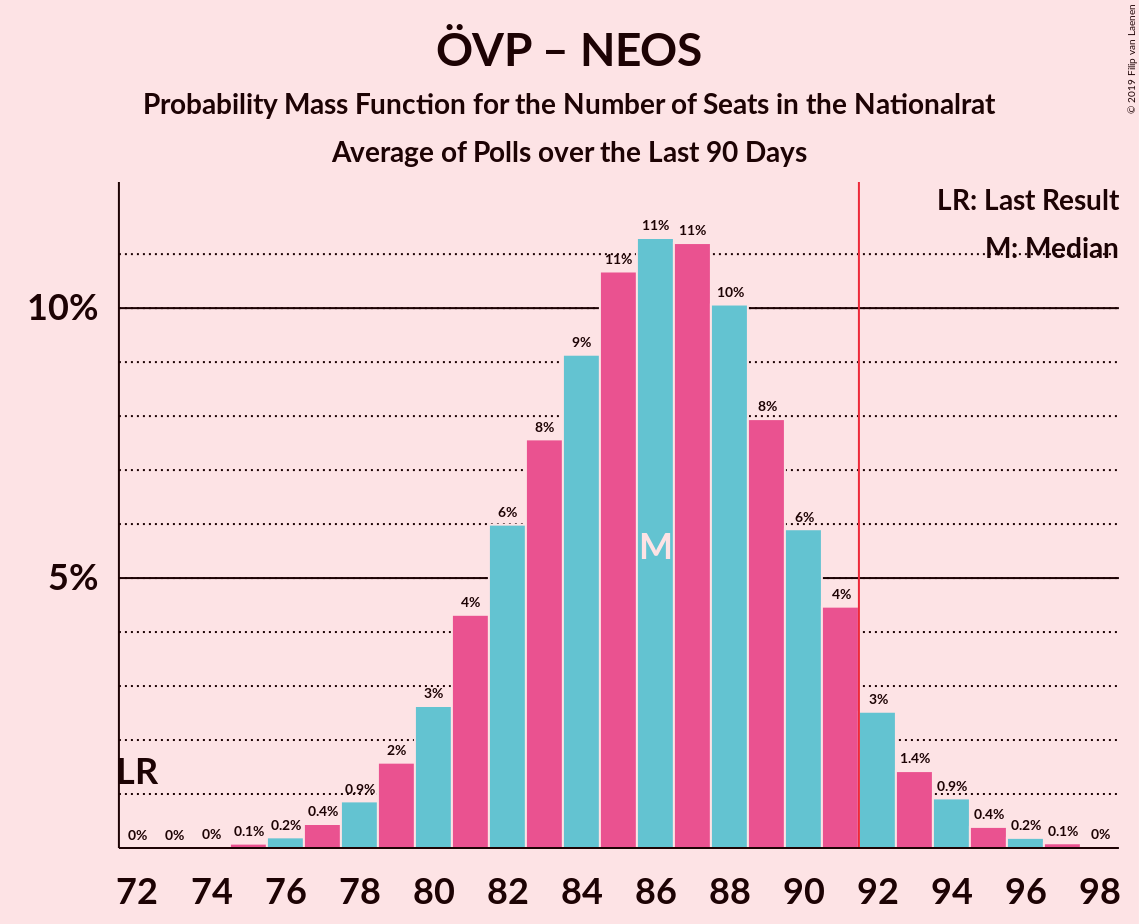 ÖVP – NEOS
Probability Mass Function for the Number of Seats in the Nationalrat
Average of Polls over the Last 90 Days
© 2019 Filip van Laenen
LR: Last Result
M: Median
10%
5%
LR
M
0% 0% 0% 0.1% 0.2% 0.4% 0.9% 2% 3% 4% 6% 8% 9% 11% 11% 11% 10% 8% 6% 4% 3% 1.4% 0.9% 0.4% 0.2% 0.1% 0%
72 74 76 78 80 82 84 86 88 90 92 94 96 98